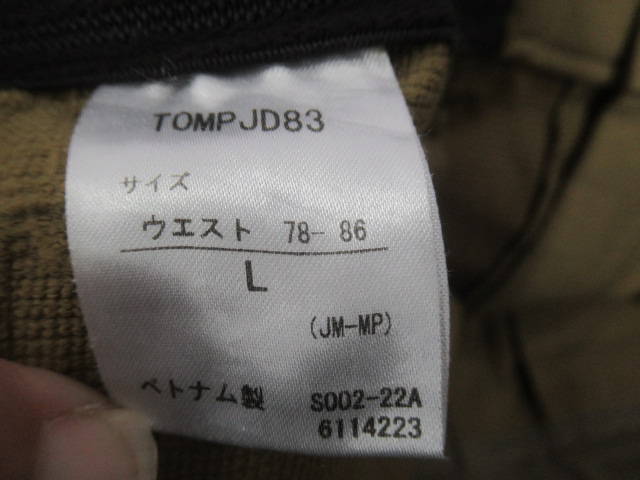 TOMPJD83
サイズ
ウエスト 78- 86
L
(JM-MP)
ベトナム製 S002-22A
6114223